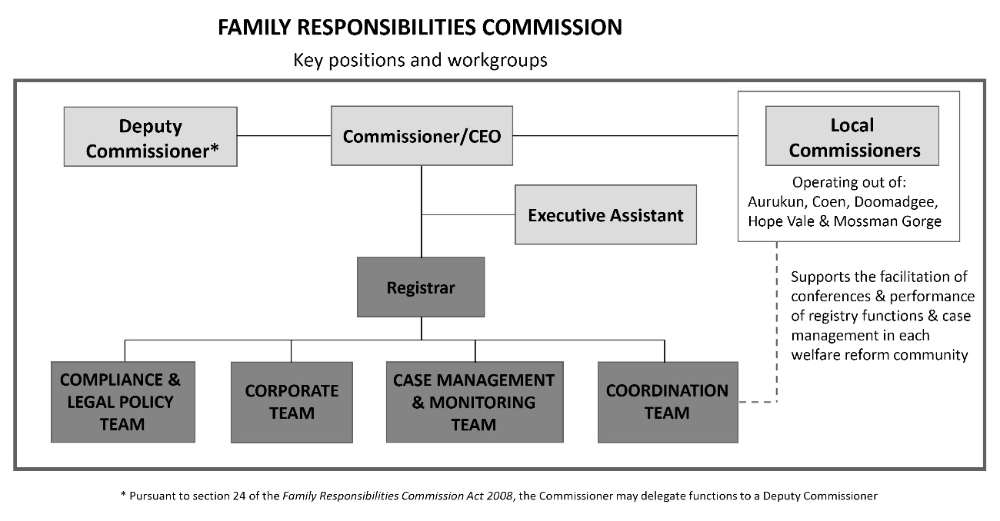 FAMILY RESPONSIBILITIES COMMISSION
Key positions and workgroups
Deputy
Commissioner*
Commissioner/CEO
Local
Commissioners
Operating out of:
Aurukun, Coen, Doomadgee,
Hope Vale & Mossman Gorge
Executive Assistant
Registrar
Supports the facilitation of
conferences & performance
of registry functions & case
management in each
welfare reform community
COMPLIANCE &
LEGAL POLICY
TEAM
CORPORATE
TEAM
CASE MANAGEMENT
& MONITORING
TEAM
COORDINATION
TEAM
* Pursuant to section 24 of the Family Responsibilities Commission Act 2008, the Commissioner may delegate functions to a Deputy Commissioner